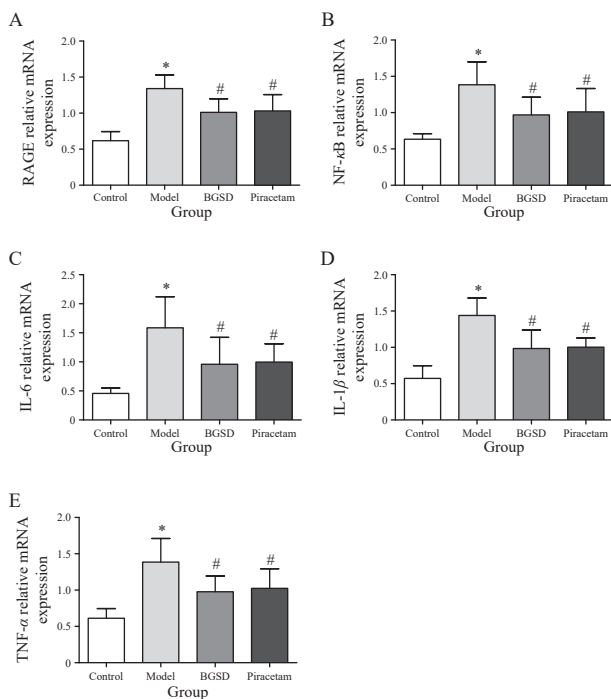 A
RAGE relative mRNA
expression
2.0
1.5
1.0
0.5
0
*
#
#
Control Model BGSD Piracetam
Group
B
NF-κB relative mRNA
expression
2.0
1.5
1.0
0.5
0
*
#
#
Control Model BGSD Piracetam
Group
C
IL-6 relative mRNA
expression
2.5
2.0
1.5
1.0
0.5
0
*
#
#
Control Model BGSD Piracetam
Group
D
IL-1β relative mRNA
expression
2.0
1.5
1.0
0.5
0
*
#
#
Control Model BGSD Piracetam
Group
E
TNF-α relative mRNA
expression
2.0
1.5
1.0
0.5
0
*
#
#
Control Model BGSD Piracetam
Group